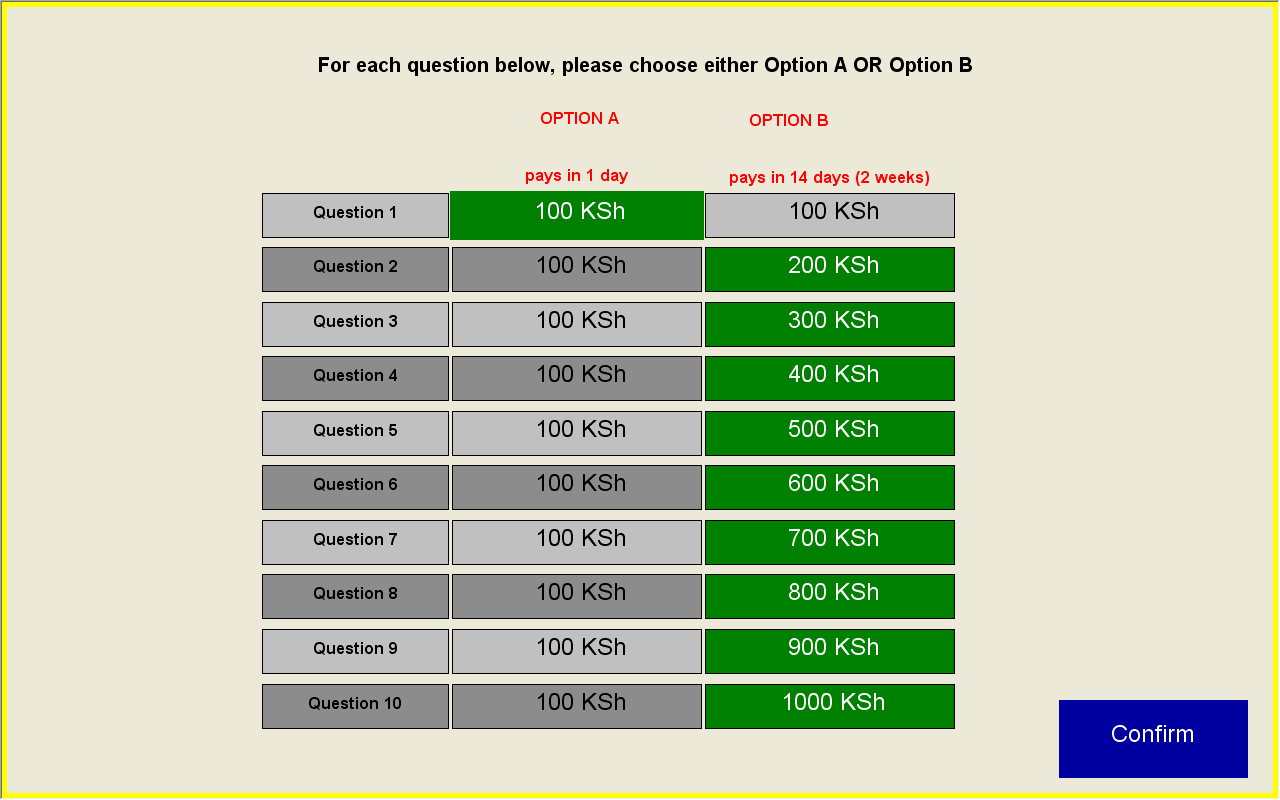 For each question below, please choose either Option A OR Option B
OPTION A OPTION B
pays in 1 day pays in 14 days (2 weeks)
Question 1 100 KSh 100 KSh
Question 2 100 KSh 200 KSh
Question 3 100 KSh 300 KSh
Question 4 100 KSh 400 KSh
Question 5 100 KSh 500 KSh
Question 6 100 KSh 600 KSh
Question 7 100 KSh 700 KSh
Question 8 100 KSh 800 KSh
Question 9 100 KSh 900 KSh
Question 10 100 KSh 1000 KSh
Confirm